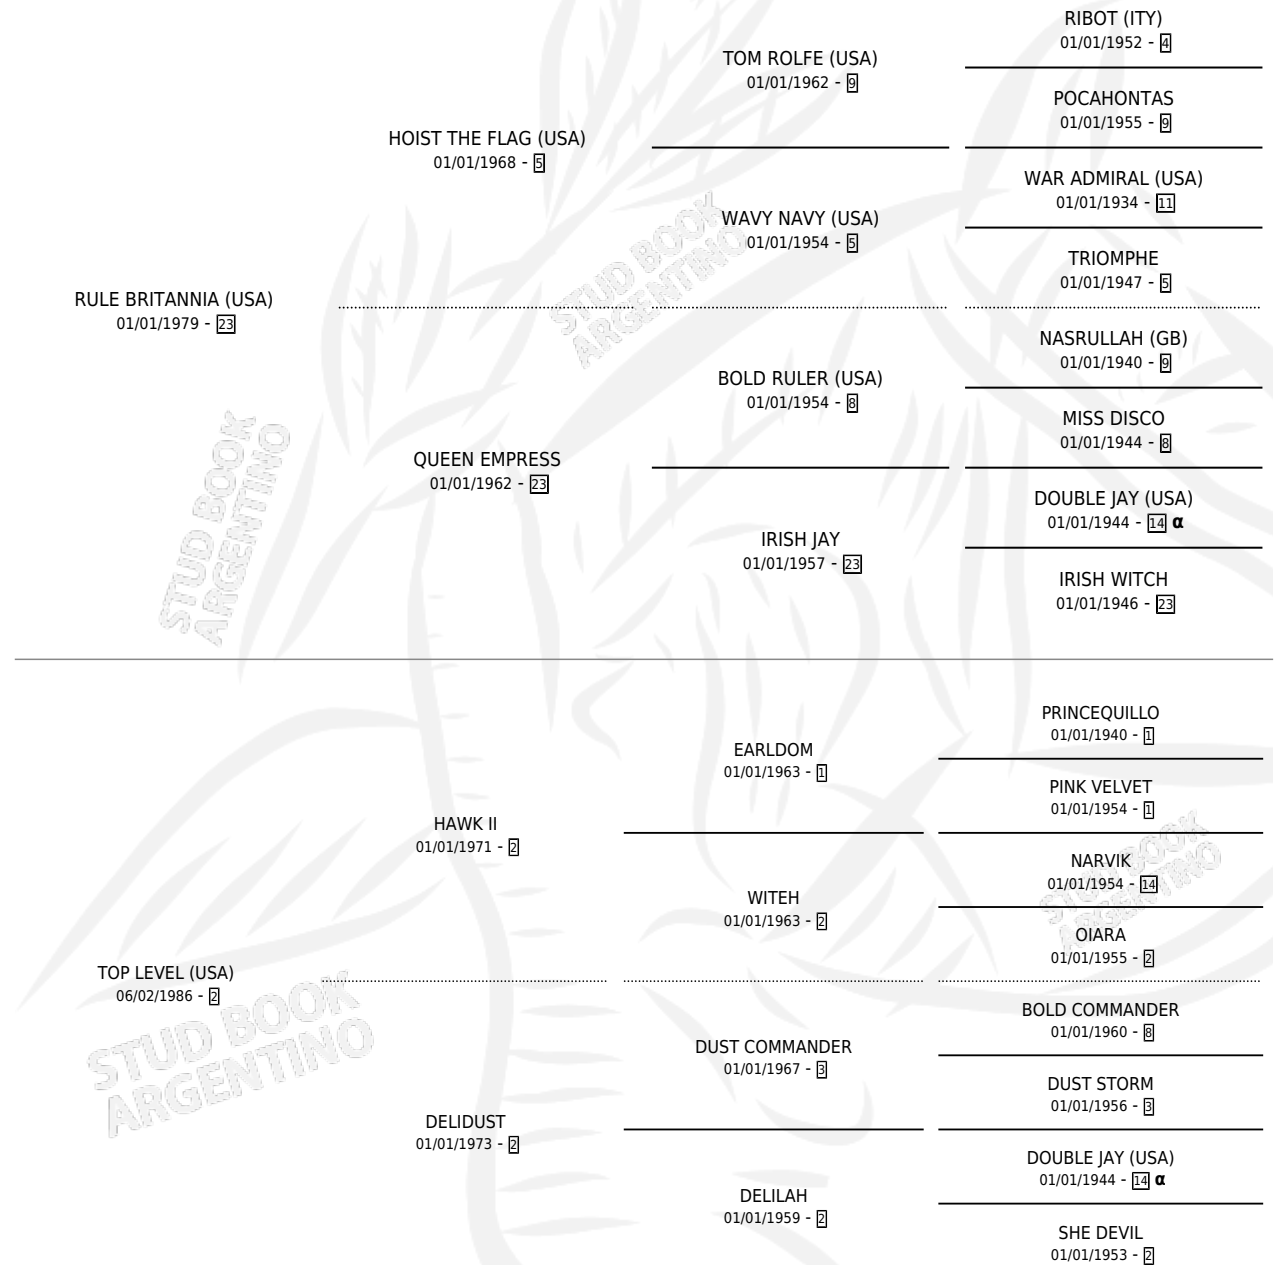 RIBOT (ITY)
01/01/1952 - 4
TOM ROLFE (USA)
01/01/1962 - 9
POCAHONTAS
01/01/1955 - 9
HOIST THE FLAG (USA)
01/01/1968 - 5
WAR ADMIRAL (USA)
01/01/1934 - 11
WAVY NAVY (USA)
01/01/1954 - 5
TRIOMPHE
01/01/1947 - 5
STUD BOOK
ARGENTINO
RULE BRITANNIA (USA)
01/01/1979 - 23
NASRULLAH (GB)
01/01/1940 - 9
BOLD RULER (USA)
01/01/1954 - 8
MISS DISCO
01/01/1944 - 8
QUEEN EMPRESS
01/01/1962 - 23
DOUBLE JAY (USA)
01/01/1944 - 14 α
IRISH JAY
01/01/1957 - 23
IRISH WITCH
01/01/1946 - 23
STUD BOOK
ARGENTINO
PRINCEQUILLO
01/01/1940 - 1
EARLDOM
01/01/1963 - 1
PINK VELVET
01/01/1954 - 1
HAWK II
01/01/1971 - 2
NARVIK
01/01/1954 - 14
WITEH
01/01/1963 - 2
OIARA
01/01/1955 - 2
STUD BOOK
ARGENTINO
TOP LEVEL (USA)
06/02/1986 - 2
BOLD COMMANDER
01/01/1960 - 8
DUST COMMANDER
01/01/1967 - 3
DUST STORM
01/01/1956 - 3
STUD BOOK
ARGENTINO
DELIDUST
01/01/1973 - 2
DOUBLE JAY (USA)
01/01/1944 - 14 α
DELILAH
01/01/1959 - 2
SHE DEVIL
01/01/1953 - 2